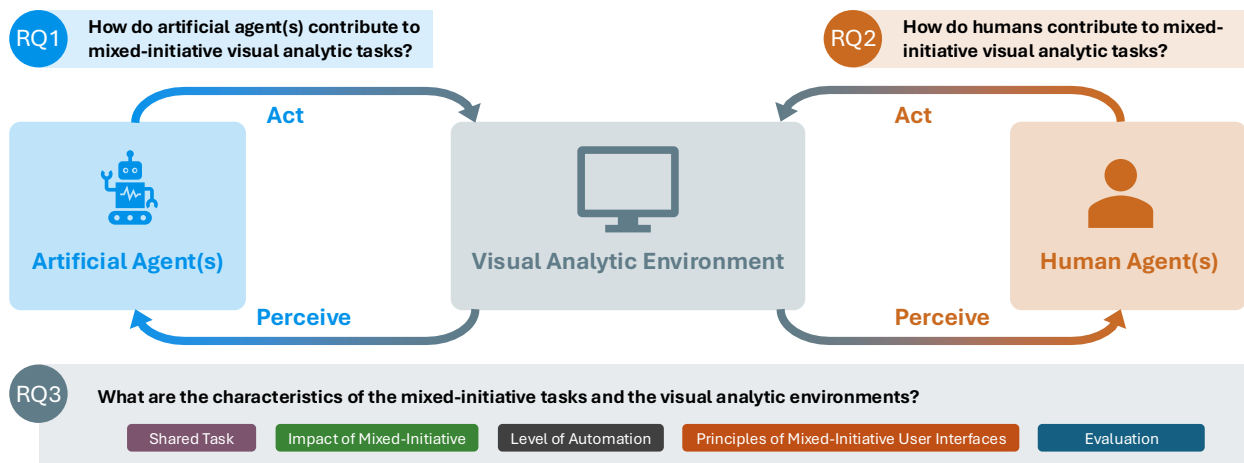 RQ1
How do artificial agent(s) contribute to
mixed-initiative visual analytic tasks?
RQ2
How do humans contribute to mixed-
initiative visual analytic tasks?
Act
Act
Artificial Agent(s)
Visual Analytic Environment
Human Agent(s)
Perceive
Perceive
RQ3
What are the characteristics of the mixed-initiative tasks and the visual analytic environments?
Shared Task
Impact of Mixed-Initiative
Level of Automation
Principles of Mixed-Initiative User Interfaces
Evaluation